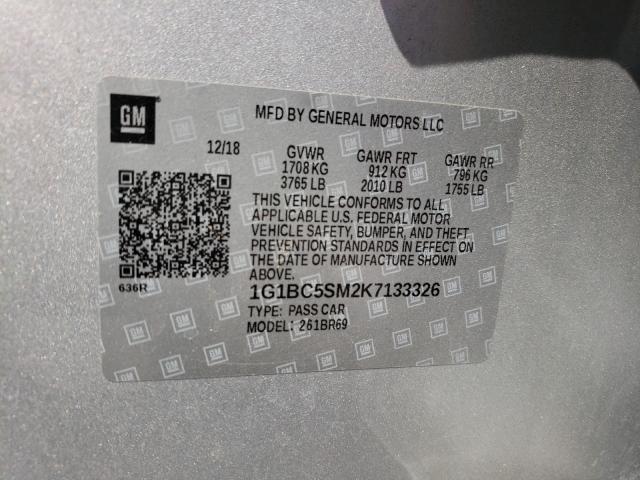 GM
MFD BY GENERAL MOTORS LLC
12/18 GVWR GAWR FRT GAWR RR
1708 KG 912 KG 796 KG
3765 LB 2010 LB 1755 LB
THIS VEHICLE CONFORMS TO ALL
APPLICABLE U.S. FEDERAL MOTOR
VEHICLE SAFETY, BUMPER, AND THEFT
PREVENTION STANDARDS IN EFFECT ON
THE DATE OF MANUFACTURE SHOWN
ABOVE.
636R
1G1BC5SM2K7133326
TYPE: PASS CAR
MODEL: 261BR69